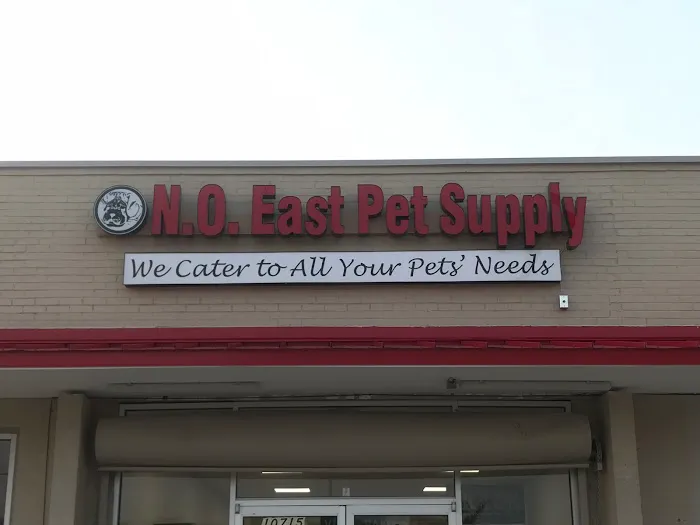 N.O. East Pet Supply
We Cater to All Your Pets' Needs
10715